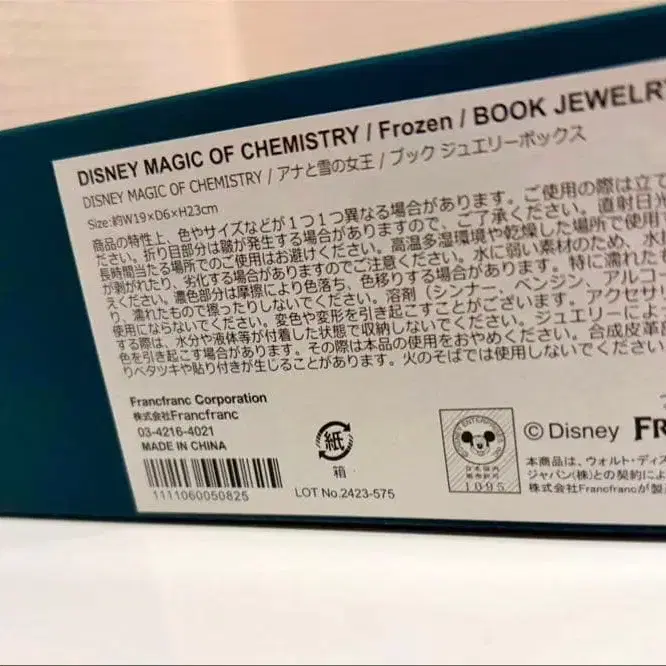 DISNEY MAGIC OF CHEMISTRY / Frozen / BOOK JEWELRY
DISNEY MAGIC OF CHEMISTRY / アナと雪の女王 / ブック ジュエリーボックス
Size:約W19×D6×H23cm
商品の特性上、色やサイズなどが1つ1つ異なる場合があります。ご使用の際は立て
ださい。折り目部分は皺が発生する場合がありますので、ご了承ください。直射日光
長時間当たる場所でのご使用はお避けください。高温多湿環境や乾燥した場所で使用
が剥がれたり、劣化する場合がありますのでご注意ください。水に弱い素材のため、水
えください。濃色部分は摩擦により色落ち、色移りする場合があります。特に濡れたも
り、濡れたもので擦ったりしないでください。溶剤（シンナー、ベンジン、アルコー
使用にならないでください。変色や変形を引き起こすことがございます。アクセサ
する際は、水分や液体等が付着した状態で収納しないでください。ジュエリーによ
色を引き起こす場合があります。その際は本品の使用をおやめください。合成皮革
りベタツキや貼り付きが生じることがあります。火のそばでは使用しないでください
Francfranc Corporation
株式会社Francfranc
03-4216-4021
MADE IN CHINA
1111060050825
紙
箱
LOT No.2423-575
DISNEY ENTERPRISES
日本国内
販売許諾
1095
©Disney
FR
本商品は、ウォルト・ディズ
ジャパン(株)との契約によ
株式会社Francfrancが製